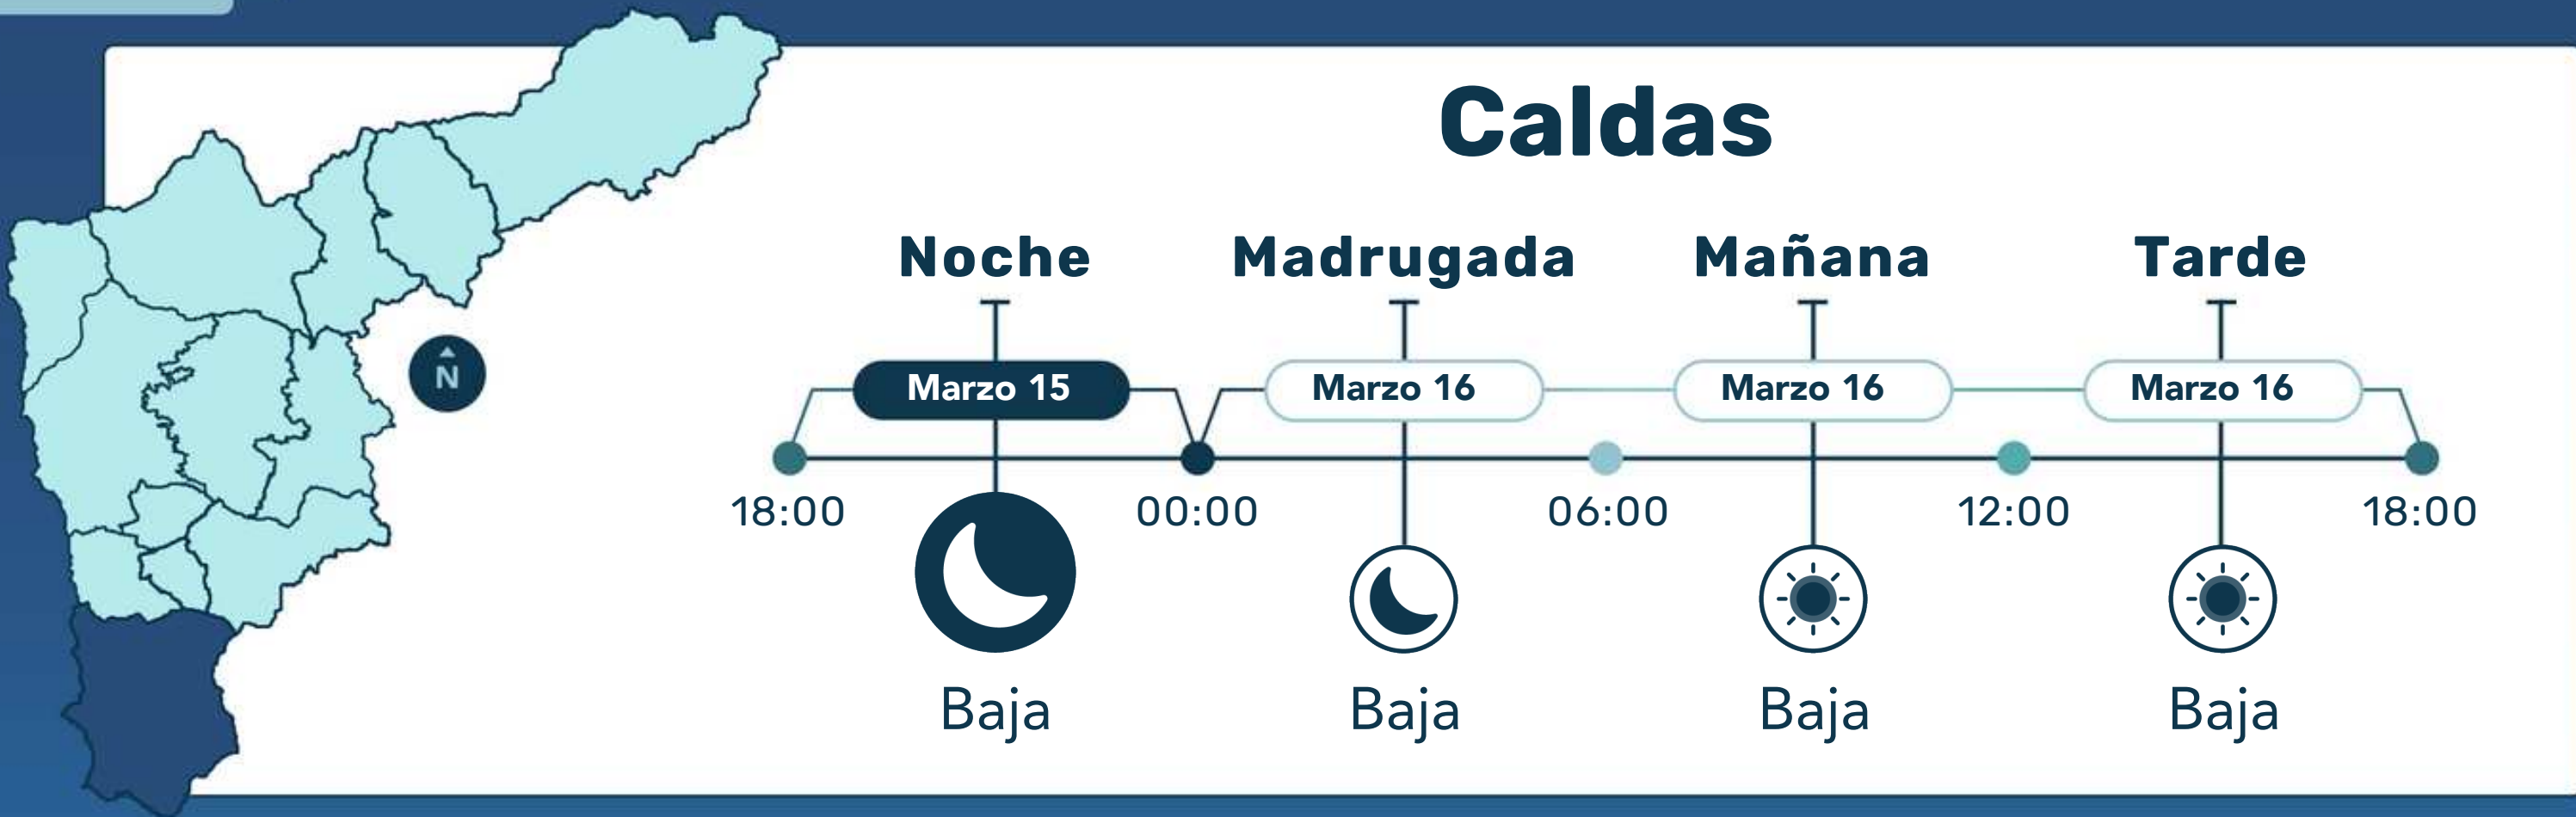 Caldas
Noche Madrugada Mañana Tarde
Marzo 15 Marzo 16 Marzo 16 Marzo 16
N
18:00 00:00 06:00 12:00 18:00
Baja Baja Baja Baja